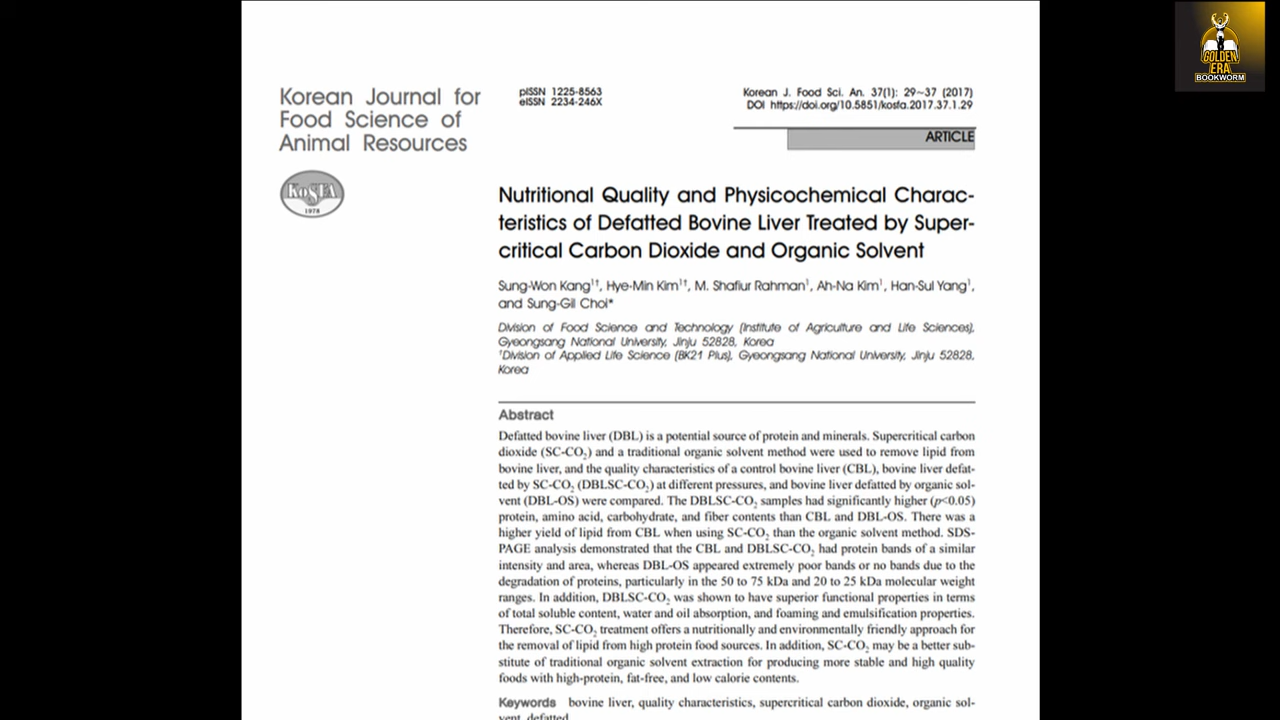 GOLDEN
ERA
BOOKWORM
Korean Journal for
Food Science of
Animal Resources
pISSN 1225-8563
eISSN 2234-246X
Korean J. Food Sci. An. 37(1): 29~37 (2017)
DOI https://doi.org/10.5851/kosfa.2017.37.1.29
ARTICLE
KoSFA
1978
Nutritional Quality and Physicochemical Charac-
teristics of Defatted Bovine Liver Treated by Super-
critical Carbon Dioxide and Organic Solvent
Sung-Won Kang¹†, Hye-Min Kim¹†, M. Shafiur Rahman¹, Ah-Na Kim¹, Han-Sul Yang¹,
and Sung-Gil Choi*
Division of Food Science and Technology (Institute of Agriculture and Life Sciences),
Gyeongsang National University, Jinju 52828, Korea
¹Division of Applied Life Science (BK21 Plus), Gyeongsang National University, Jinju 52828,
Korea
Abstract
Defatted bovine liver (DBL) is a potential source of protein and minerals. Supercritical carbon
dioxide (SC-CO₂) and a traditional organic solvent method were used to remove lipid from
bovine liver, and the quality characteristics of a control bovine liver (CBL), bovine liver defat-
ted by SC-CO₂ (DBLSC-CO₂) at different pressures, and bovine liver defatted by organic sol-
vent (DBL-OS) were compared. The DBLSC-CO₂ samples had significantly higher (p<0.05)
protein, amino acid, carbohydrate, and fiber contents than CBL and DBL-OS. There was a
higher yield of lipid from CBL when using SC-CO₂ than the organic solvent method. SDS-
PAGE analysis demonstrated that the CBL and DBLSC-CO₂ had protein bands of a similar
intensity and area, whereas DBL-OS appeared extremely poor bands or no bands due to the
degradation of proteins, particularly in the 50 to 75 kDa and 20 to 25 kDa molecular weight
ranges. In addition, DBLSC-CO₂ was shown to have superior functional properties in terms
of total soluble content, water and oil absorption, and foaming and emulsification properties.
Therefore, SC-CO₂ treatment offers a nutritionally and environmentally friendly approach for
the removal of lipid from high protein food sources. In addition, SC-CO₂ may be a better sub-
stitute of traditional organic solvent extraction for producing more stable and high quality
foods with high-protein, fat-free, and low calorie contents.
Keywords bovine liver, quality characteristics, supercritical carbon dioxide, organic sol-
vent, defatted